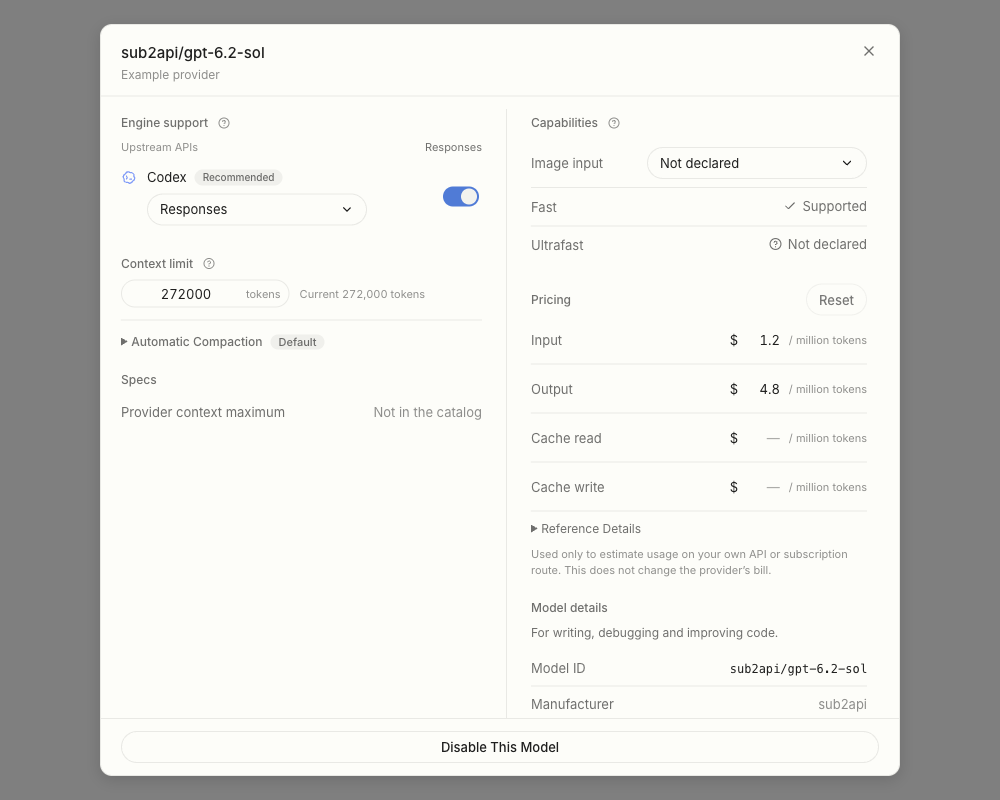 sub2api/gpt-6.2-sol
Example provider
Engine support
Upstream APIs
Responses
Codex
Recommended
Responses
Context limit
272000 tokens
Current 272,000 tokens
Automatic Compaction
Default
Specs
Provider context maximum
Not in the catalog
Capabilities
Image input
Not declared
Fast
Supported
Ultrafast
Not declared
Pricing
Reset
Input
$ 1.2 / million tokens
Output
$ 4.8 / million tokens
Cache read
$ — / million tokens
Cache write
$ — / million tokens
Reference Details
Used only to estimate usage on your own API or subscription
route. This does not change the provider’s bill.
Model details
For writing, debugging and improving code.
Model ID
sub2api/gpt-6.2-sol
Manufacturer
sub2api
Disable This Model